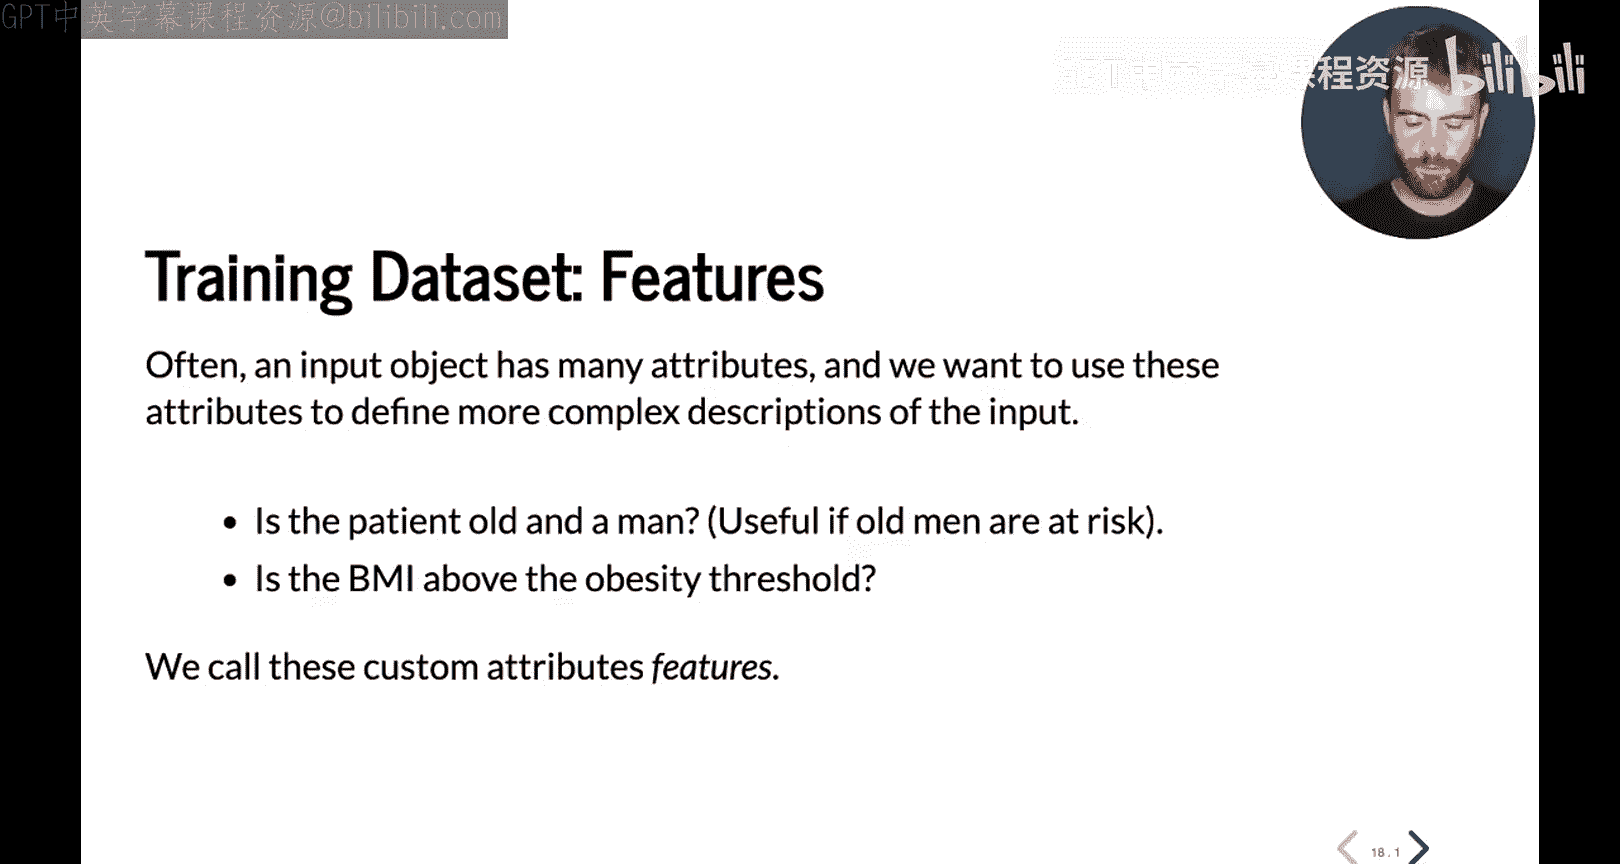 GPT中英字幕课程资源@bilibili.com
课程资源 bilibili
Training Dataset: Features
Often, an input object has many attributes, and we want to use these
attributes to define more complex descriptions of the input.
• Is the patient old and a man? (Useful if old men are at risk).
• Is the BMI above the obesity threshold?
We call these custom attributes features.
18.1